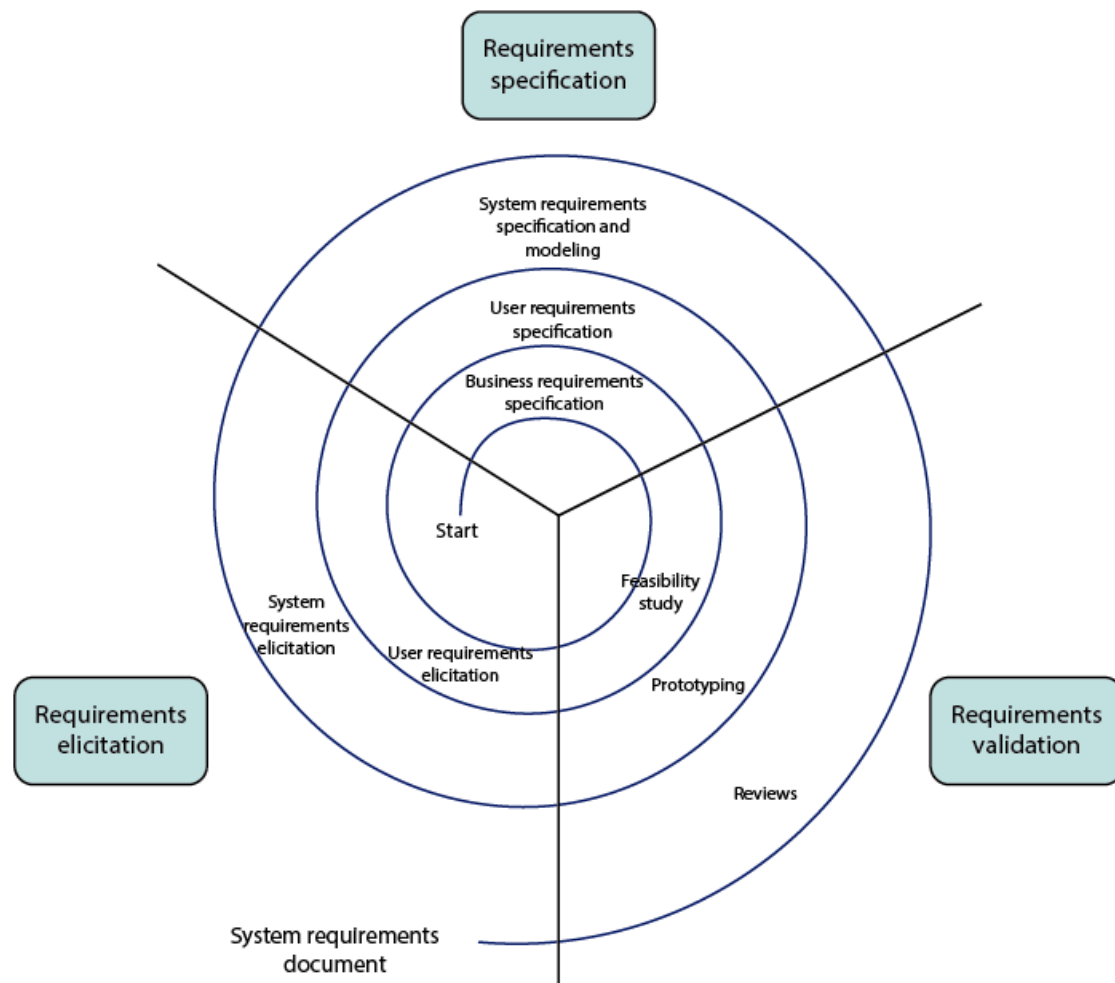 Requirements
specification
System requirements
specification and
modeling
User requirements
specification
Business requirements
specification
Start
Feasibility
study
System
requirements
elicitation
User requirements
elicitation
Prototyping
Requirements
elicitation
Requirements
validation
Reviews
System requirements
document